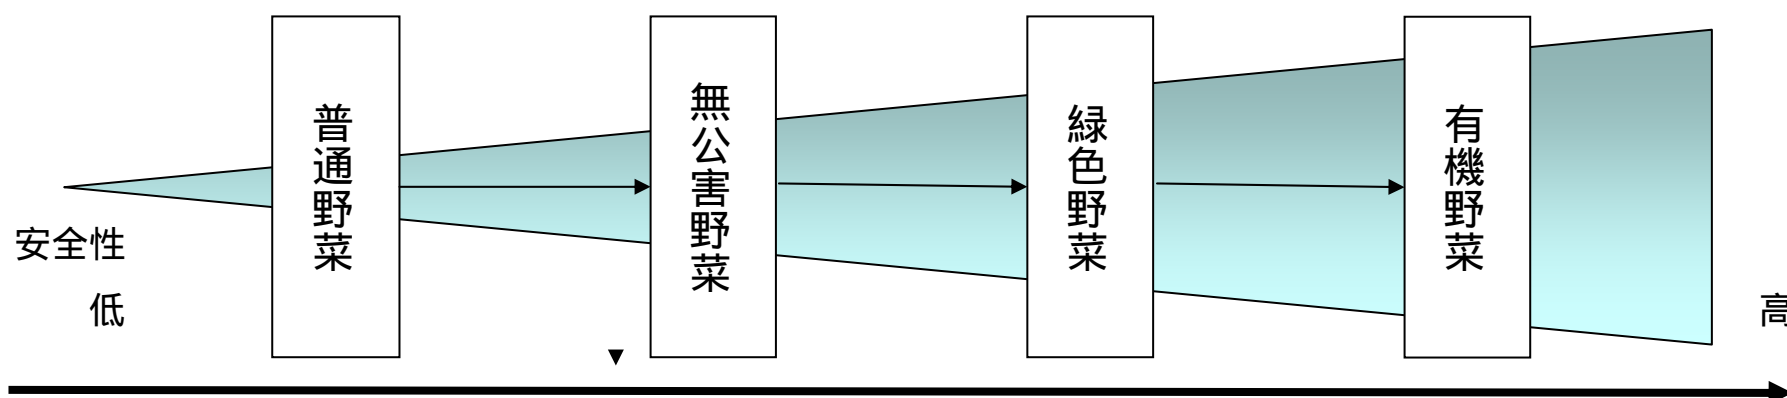 普通野菜
無公害野菜
緑色野菜
有機野菜
安全性
低
高